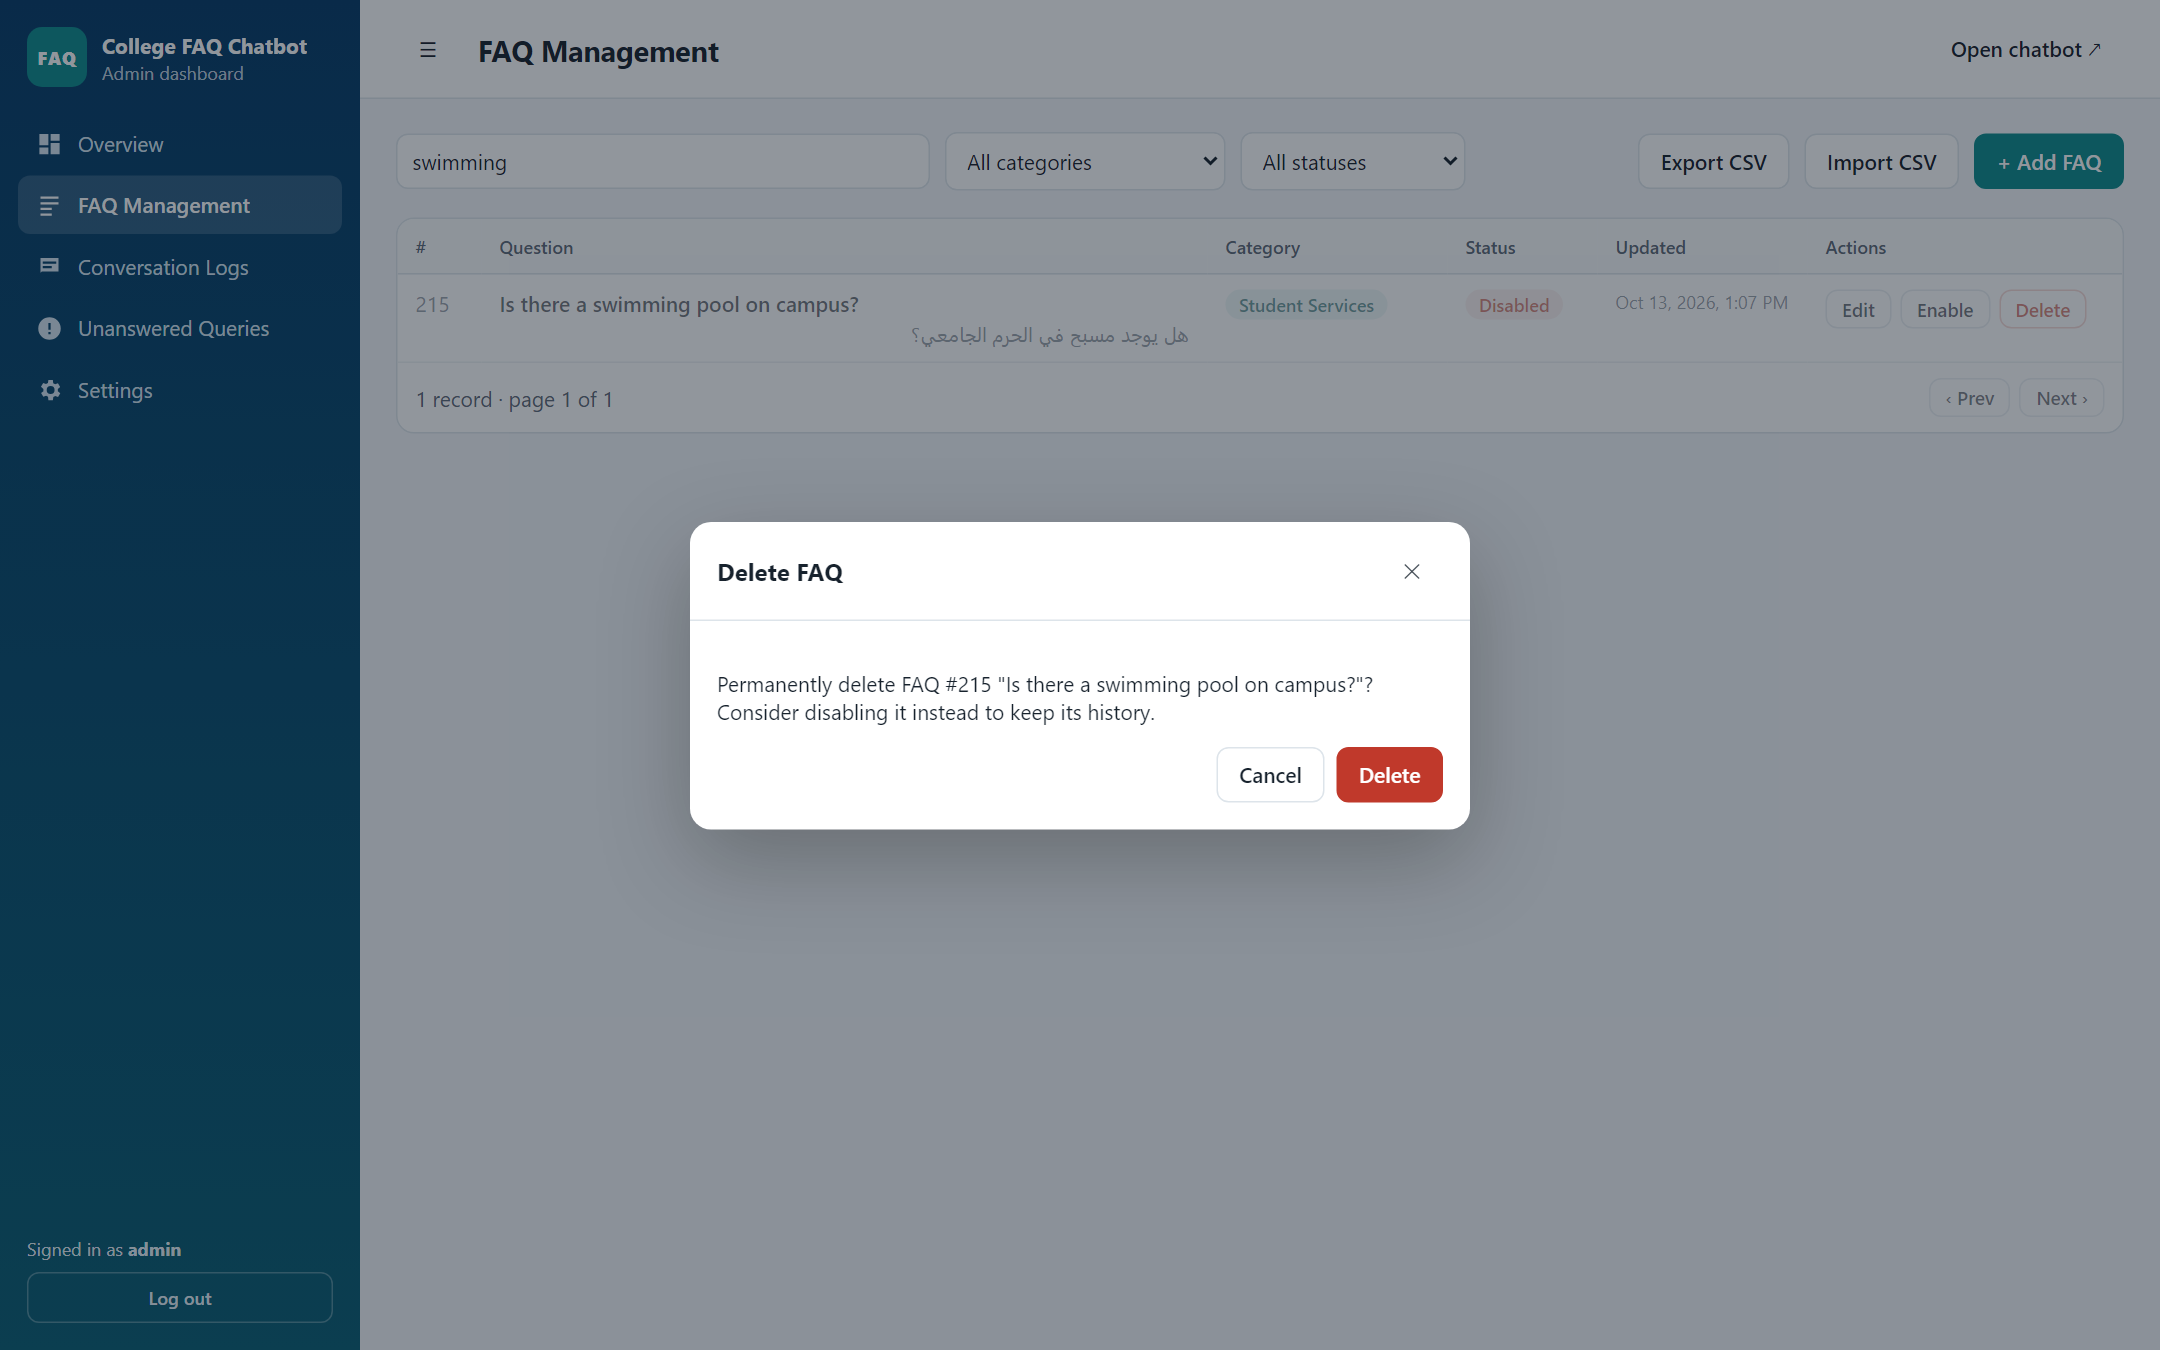 FAQ
College FAQ Chatbot
Admin dashboard
Overview
FAQ Management
Conversation Logs
Unanswered Queries
Settings
Signed in as admin
Log out
☰ FAQ Management
Open chatbot ↗
swimming
All categories
All statuses
Export CSV
Import CSV
+ Add FAQ
# Question Category Status Updated Actions
215 Is there a swimming pool on campus? Student Services Disabled Oct 13, 2026, 1:07 PM Edit Enable Delete
هل يوجد مسبح في الحرم الجامعي؟
1 record · page 1 of 1
‹ Prev
Next ›
Delete FAQ
Permanently delete FAQ #215 "Is there a swimming pool on campus?"?
Consider disabling it instead to keep its history.
Cancel
Delete